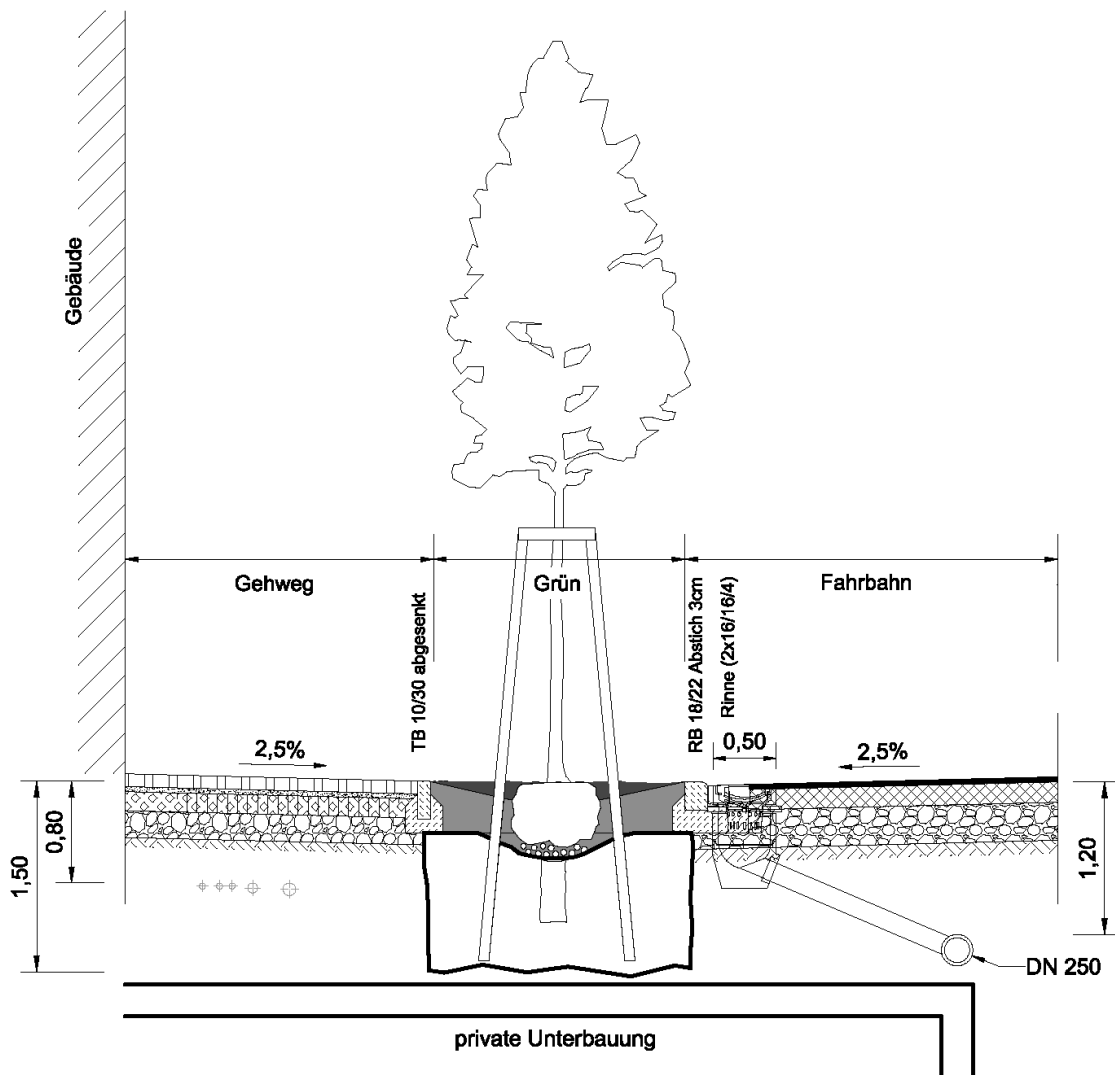 Gebäude
Gehweg
Grün
Fahrbahn
TB 10/30 abgesenkt
RB 18/22 Abstich 3cm
Rinne (2x16/16/4)
0,50
2,5%
2,5%
1,50
0,80
1,20
DN 250
private Unterbauung